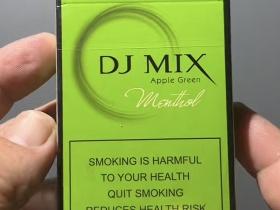 DJ MIX
Apple Green
Menthol
SMOKING IS HARMFUL
TO YOUR HEALTH
QUIT SMOKING
REDUCES HEALTH RISK